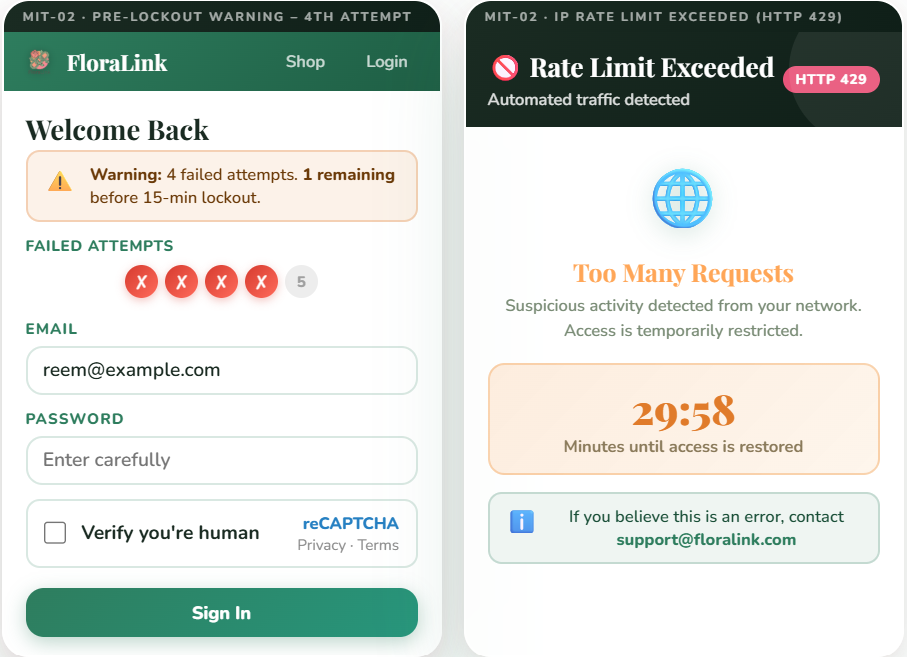 MIT-02 · PRE-LOCKOUT WARNING – 4TH ATTEMPT
FloraLink
Shop
Login
Welcome Back
Warning: 4 failed attempts. 1 remaining
before 15-min lockout.
FAILED ATTEMPTS
✗ ✗ ✗ ✗ 5
EMAIL
reem@example.com
PASSWORD
Enter carefully
Verify you're human
reCAPTCHA
Privacy · Terms
Sign In
MIT-02 · IP RATE LIMIT EXCEEDED (HTTP 429)
Rate Limit Exceeded
HTTP 429
Automated traffic detected
Too Many Requests
Suspicious activity detected from your network.
Access is temporarily restricted.
29:58
Minutes until access is restored
If you believe this is an error, contact
support@floralink.com